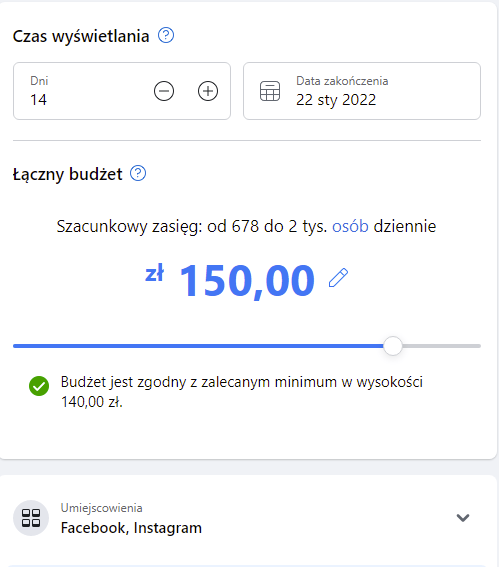 Czas wyświetlania
Dni
14
Data zakończenia
22 sty 2022
Łączny budżet
Szacunkowy zasięg: od 678 do 2 tys. osób dziennie
zł 150,00
Budżet jest zgodny z zalecanym minimum w wysokości
140,00 zł.
Umiejscowienia
Facebook, Instagram